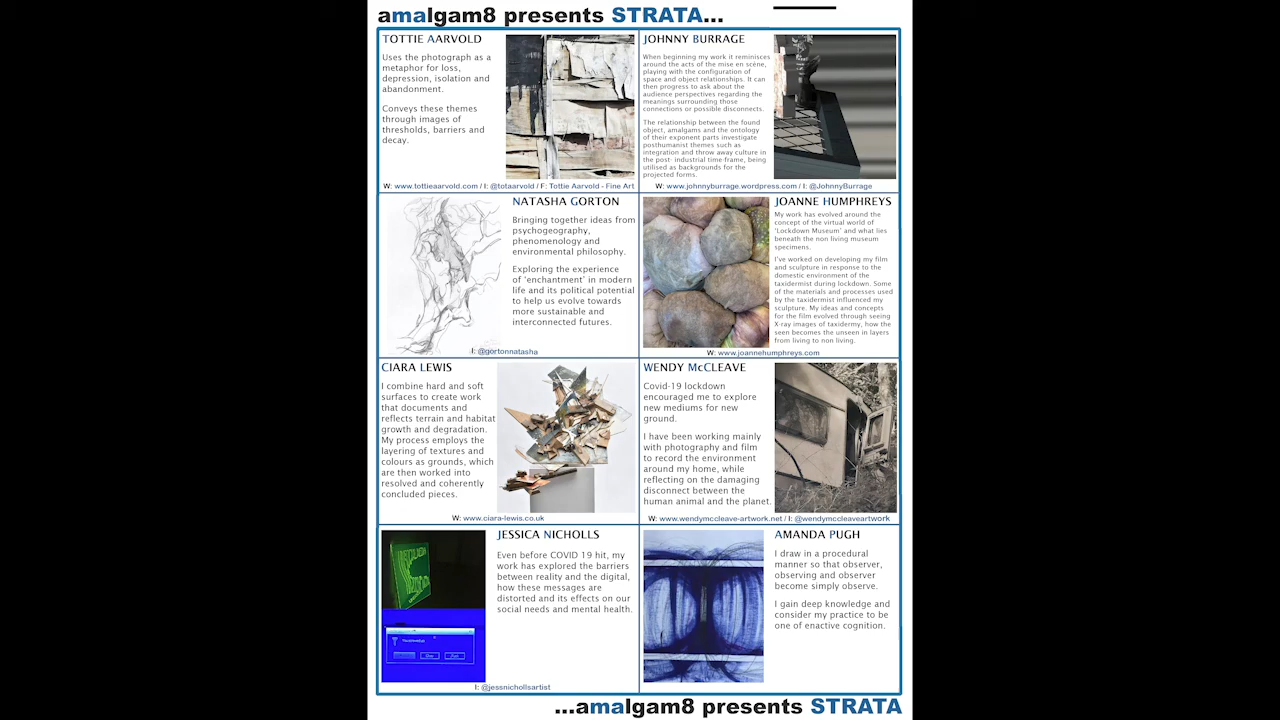 amalgam8 presents STRATA...
TOTTIE AARVOLD
Uses the photograph as a
metaphor for loss,
depression, isolation and
abandonment.
Conveys these themes
through images of
thresholds, barriers and
decay.
W: www.tottieaarvold.com / I: @totaarvold / F: Tottie Aarvold - Fine Art
JOHNNY BURRAGE
When beginning my work it reminisces
around the acts of the mise en scène,
playing with the configuration of
space and object relationships. It can
then progress to ask about the
audience perspectives regarding the
meanings surrounding those
connections or possible disconnects.
The relationship between the found
object, amalgams and the ontology
of their exponent parts investigate
posthumanist themes such as
integration and throw away culture in
the post- industrial time-frame, being
utilised as backgrounds for the
projected forms.
W: www.johnnyburrage.wordpress.com / I: @JohnnyBurrage
NATASHA GORTON
Bringing together ideas from
psychogeography,
phenomenology and
environmental philosophy.
Exploring the experience
of ‘enchantment’ in modern
life and its political potential
to help us evolve towards
more sustainable and
interconnected futures.
I: @gortonnatasha
JOANNE HUMPHREYS
My work has evolved around the
concept of the virtual world of
‘Lockdown Museum’ and what lies
beneath the non living museum
specimens.
I’ve worked on developing my film
and sculpture in response to the
domestic environment of the
taxidermist during lockdown. Some
of the materials and processes used
by the taxidermist influenced my
sculpture. My ideas and concepts
for the film evolved through seeing
X-ray images of taxidermy, how the
seen becomes the unseen in layers
from living to non living.
W: www.joannehumphreys.com
CIARA LEWIS
I combine hard and soft
surfaces to create work
that documents and
reflects terrain and habitat
growth and degradation.
My process employs the
layering of textures and
colours as grounds, which
are then worked into
resolved and coherently
concluded pieces.
W: www.ciara-lewis.co.uk
WENDY McCLEAVE
Covid-19 lockdown
encouraged me to explore
new mediums for new
ground.
I have been working mainly
with photography and film
to record the environment
around my home, while
reflecting on the damaging
disconnect between the
human animal and the planet.
W: www.wendymccleave-artwork.net / I: @wendymccleaveartwork
JESSICA NICHOLLS
Even before COVID 19 hit, my
work has explored the barriers
between reality and the digital,
how these messages are
distorted and its effects on our
social needs and mental health.
I: @jessnichollsartist
AMANDA PUGH
I draw in a procedural
manner so that observer,
observing and observer
become simply observe.
I gain deep knowledge and
consider my practice to be
one of enactive cognition.
...amalgam8 presents STRATA